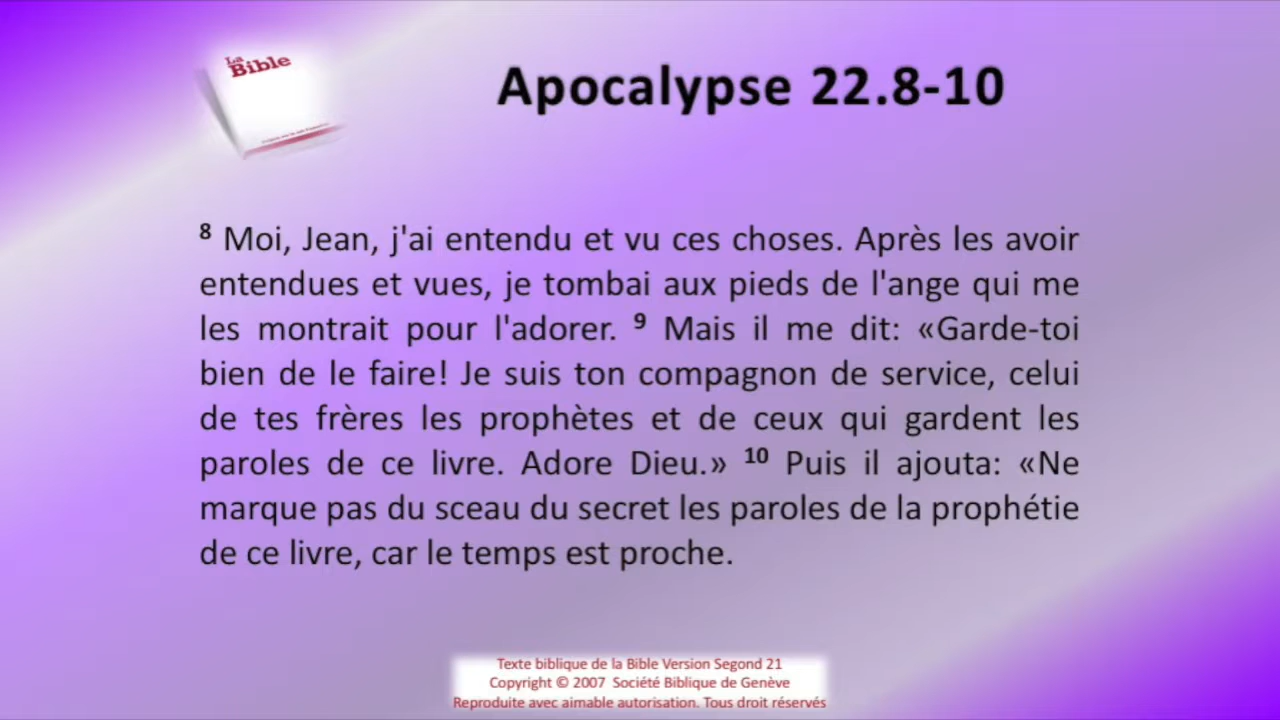 La
Bible
Apocalypse 22.8-10
8 Moi, Jean, j'ai entendu et vu ces choses. Après les avoir
entendues et vues, je tombai aux pieds de l'ange qui me
les montrait pour l'adorer. 9 Mais il me dit: «Garde-toi
bien de le faire! Je suis ton compagnon de service, celui
de tes frères les prophètes et de ceux qui gardent les
paroles de ce livre. Adore Dieu.» 10 Puis il ajouta: «Ne
marque pas du sceau du secret les paroles de la prophétie
de ce livre, car le temps est proche.
Texte biblique de la Bible Version Segond 21
Copyright © 2007 Société Biblique de Genève
Reproduite avec aimable autorisation. Tous droit réservés